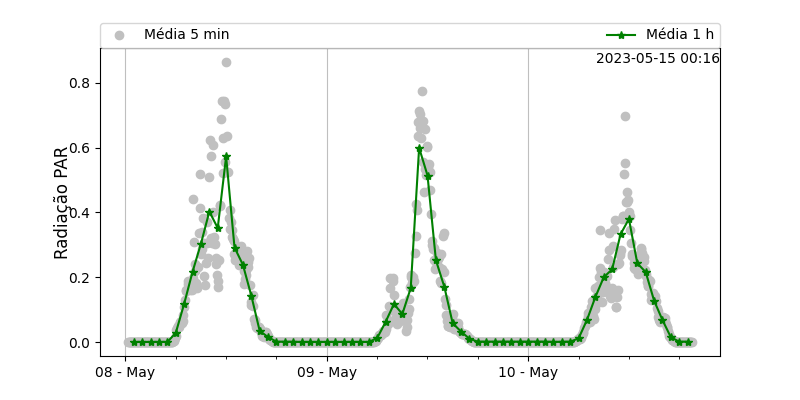 Média 5 min
Média 1 h
2023-05-15 00:16
Radiação PAR
0.8
0.6
0.4
0.2
0.0
08 - May
09 - May
10 - May